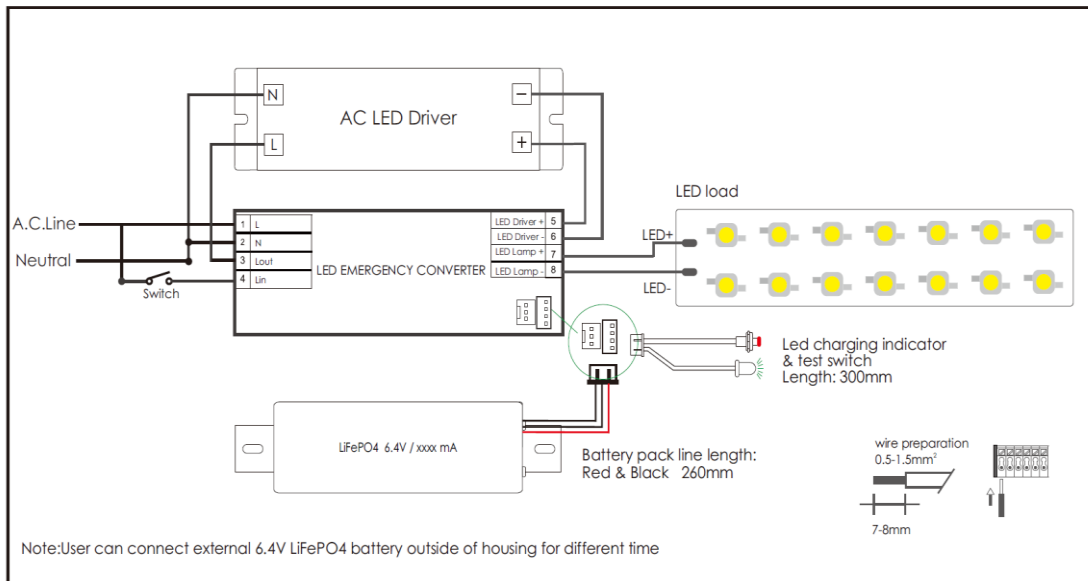 N
AC LED Driver
−
L
+
LED load
A.C.Line
1 L
LED Driver + 5
LED+
2 N
LED Driver - 6
Neutral
3 Lout
LED EMERGENCY CONVERTER
LED Lamp + 7
4 Lin
LED Lamp - 8
Switch
LED-
Led charging indicator
& test switch
Length: 300mm
LiFePO4 6.4V / xxxx mA
Battery pack line length:
Red & Black 260mm
wire preparation
0.5-1.5mm²
7-8mm
Note:User can connect external 6.4V LiFePO4 battery outside of housing for different time